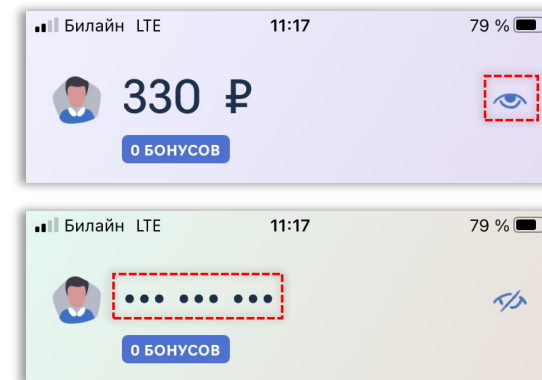 Билайн LTE 11:17 79 %
330 ₽
0 БОНУСОВ
Билайн LTE 11:17 79 %
••• ••• •••
0 БОНУСОВ